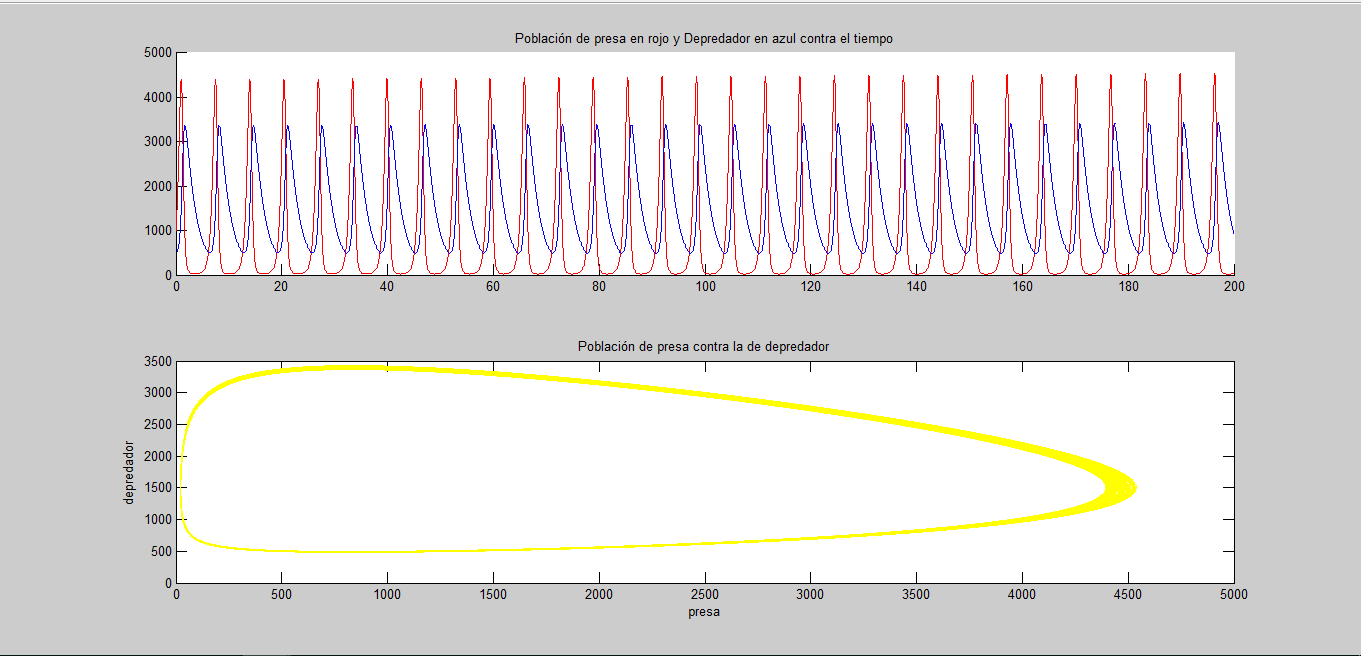 Población de presa en rojo y Depredador en azul contra el tiempo
5000
4000
3000
2000
1000
0
0 20 40 60 80 100 120 140 160 180 200
Población de presa contra la de depredador
3500
3000
2500
2000
1500
1000
500
0
depredador
0 500 1000 1500 2000 2500 3000 3500 4000 4500 5000
presa